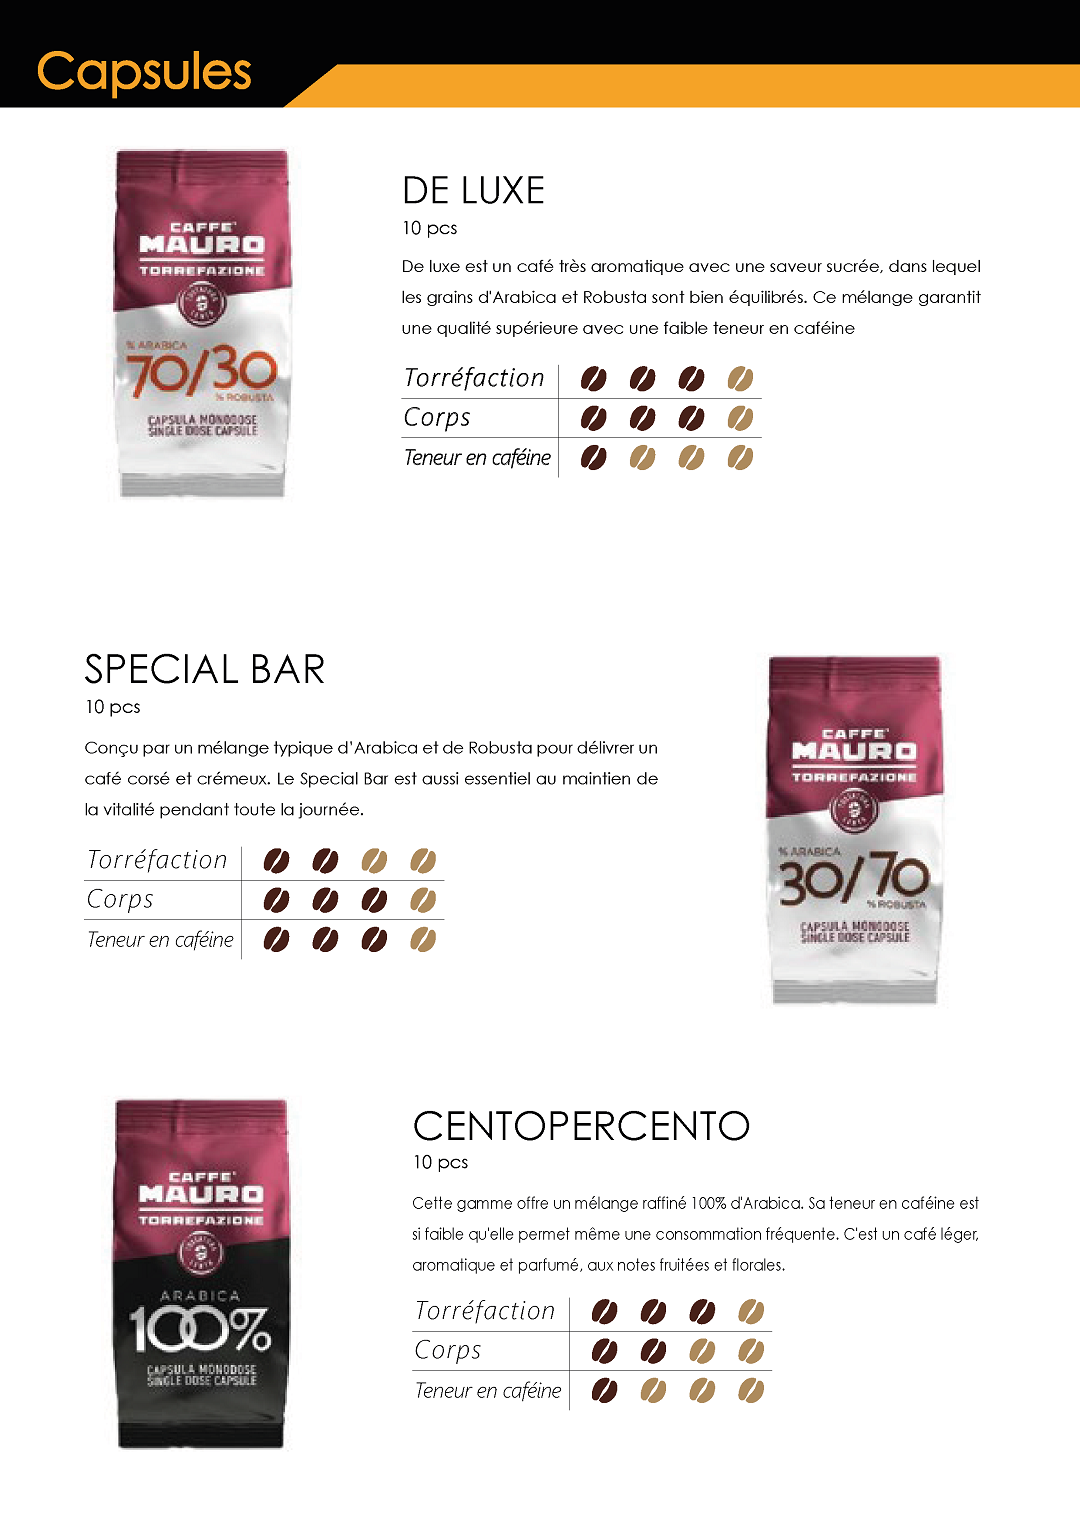 Capsules
CAFFE'
MAURO
TORREFAZIONE
% ARABICA
70/30
% ROBUSTA
CAPSULA MONODOSE
SINGLE DOSE CAPSULE
DE LUXE
10 pcs
De luxe est un café très aromatique avec une saveur sucrée, dans lequel
les grains d'Arabica et Robusta sont bien équilibrés. Ce mélange garantit
une qualité supérieure avec une faible teneur en caféine
Torréfaction
Corps
Teneur en caféine
SPECIAL BAR
10 pcs
Conçu par un mélange typique d'Arabica et de Robusta pour délivrer un
café corsé et crémeux. Le Special Bar est aussi essentiel au maintien de
la vitalité pendant toute la journée.
Torréfaction
Corps
Teneur en caféine
CAFFE'
MAURO
TORREFAZIONE
% ARABICA
30/70
% ROBUSTA
CAPSULA MONODOSE
SINGLE DOSE CAPSULE
CAFFE'
MAURO
TORREFAZIONE
ARABICA
100%
CAPSULA MONODOSE
SINGLE DOSE CAPSULE
CENTOPERCENTO
10 pcs
Cette gamme offre un mélange raffiné 100% d'Arabica. Sa teneur en caféine est
si faible qu'elle permet même une consommation fréquente. C'est un café léger,
aromatique et parfumé, aux notes fruitées et florales.
Torréfaction
Corps
Teneur en caféine